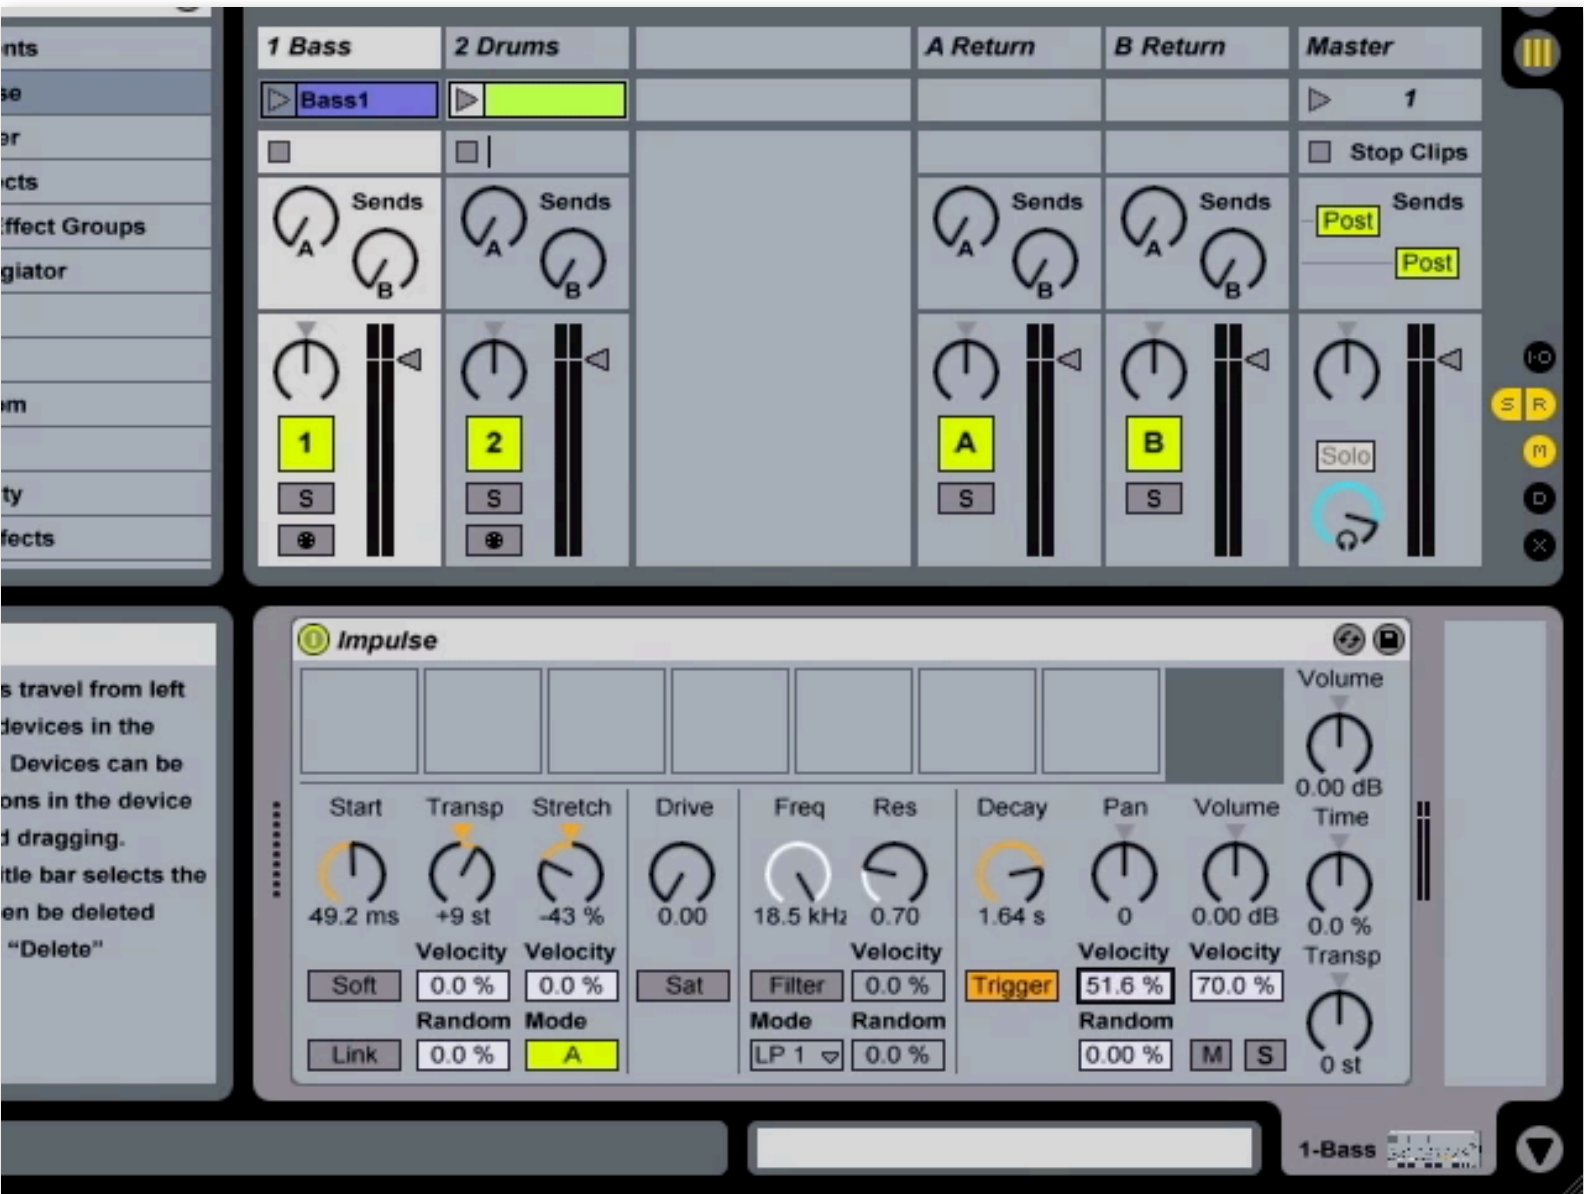 nts
se
er
cts
Effect Groups
giator
om
ty
fects
1 Bass
2 Drums
A Return
B Return
Master
Bass1
1
Stop Clips
Sends
A
B
Sends
A
B
Sends
A
B
Sends
A
B
Sends
Post
Post
1
S
2
S
A
S
B
S
Solo
I-O
S R
M
D
X
s travel from left
devices in the
Devices can be
ons in the device
d dragging.
itle bar selects the
en be deleted
“Delete”
Impulse
Start
49.2 ms
Soft
Link
Transp
+9 st
Velocity
0.0 %
Random
0.0 %
Stretch
-43 %
Velocity
0.0 %
Mode
A
Drive
0.00
Sat
Freq
18.5 kHz
Filter
Mode
LP 1
Res
0.70
Velocity
0.0 %
Random
0.0 %
Decay
1.64 s
Trigger
Pan
0
Velocity
51.6 %
Random
0.00 %
Volume
0.00 dB
Velocity
70.0 %
M S
Volume
0.00 dB
Time
0.0 %
Transp
0 st
1-Bass